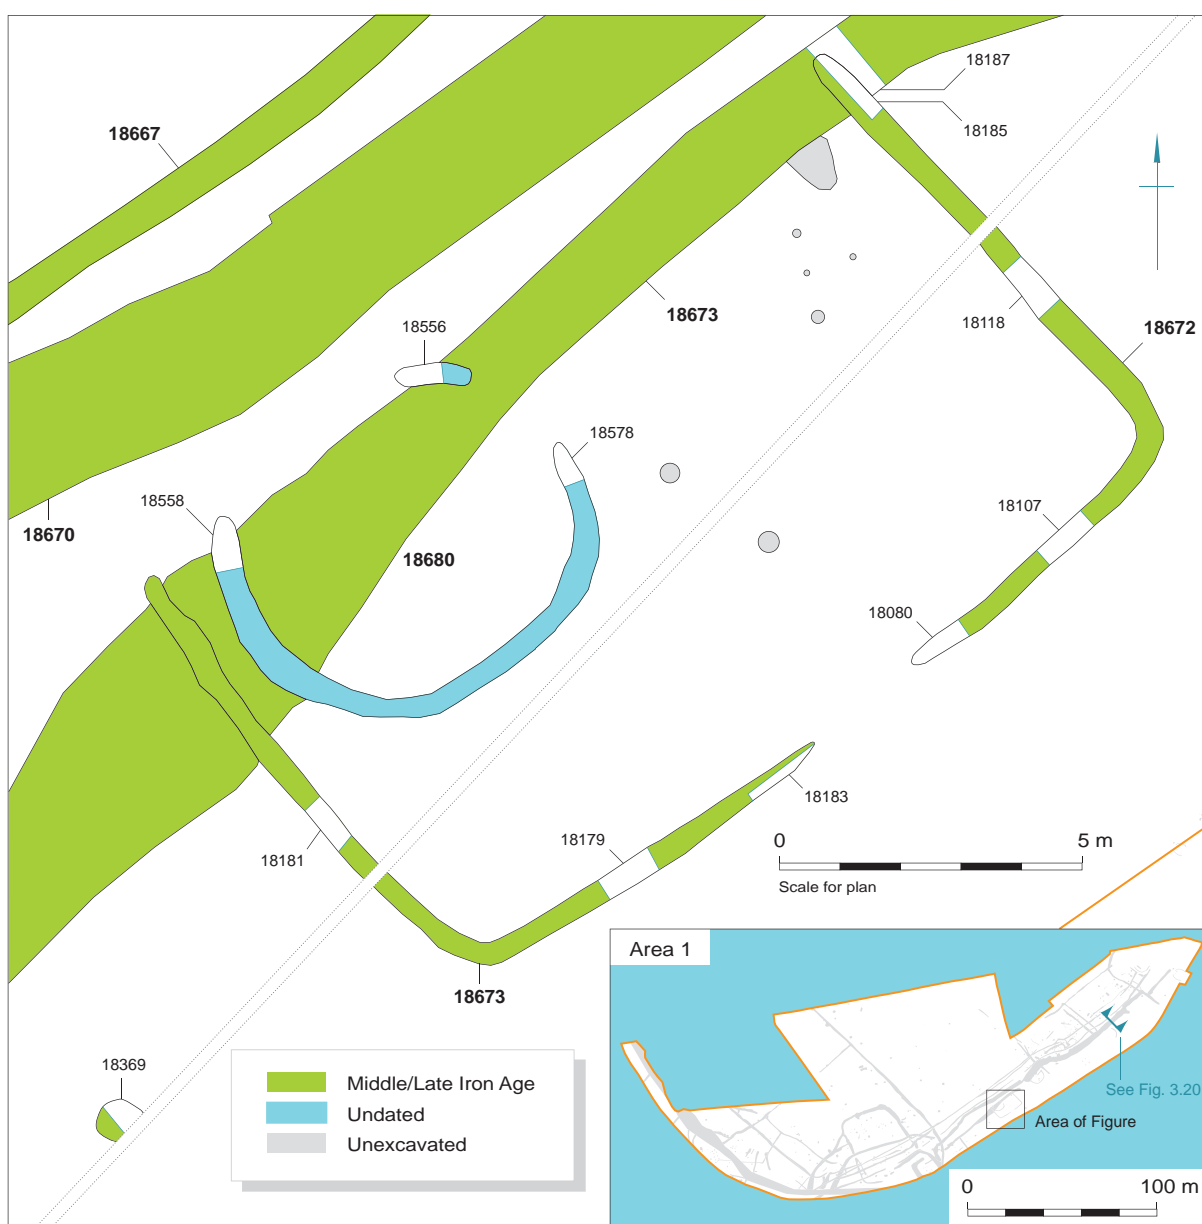 18187
18667
18185
18673
18556
18118
18672
18578
18558
18107
18670
18680
18080
18183
18179
18181
0 5 m
Scale for plan
Area 1
18673
18369
Middle/Late Iron Age
Undated
Unexcavated
See Fig. 3.20
Area of Figure
0 100 m